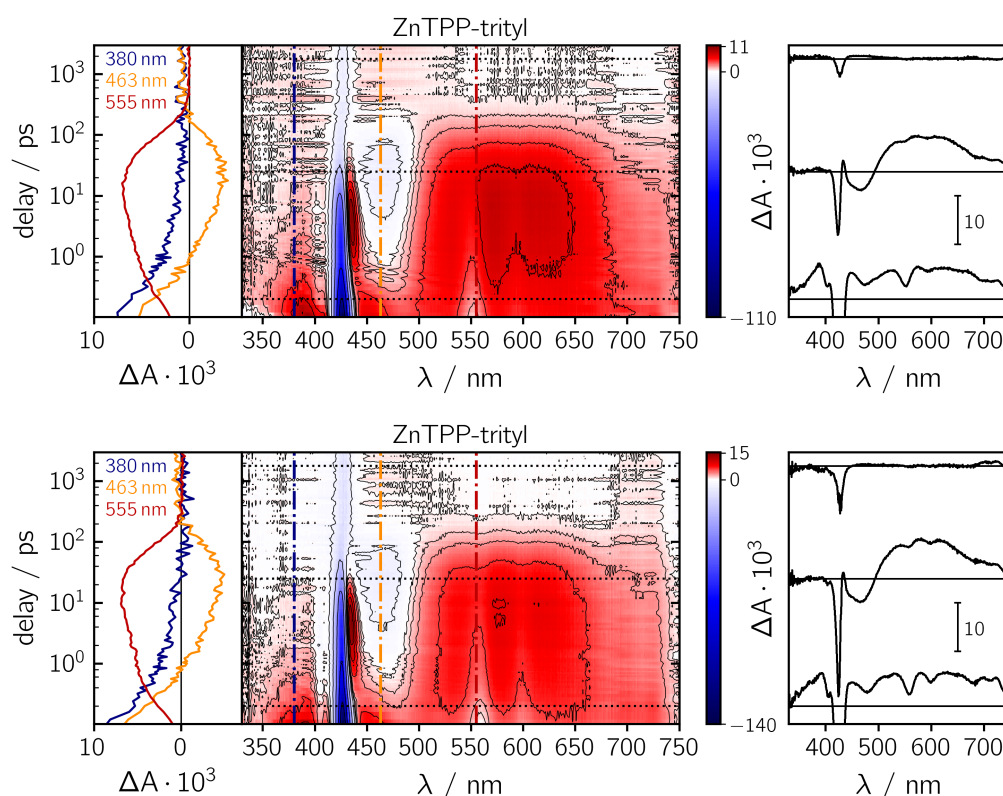 ZnTPP-trityl
380 nm
463 nm
555 nm
10³
10²
10¹
10⁰
delay / ps
10 0
ΔA · 10³
350 400 450 500 550 600 650 700 750
λ / nm
11
0
−110
ΔA · 10³
10
400 500 600 700
λ / nm
ZnTPP-trityl
380 nm
463 nm
555 nm
10³
10²
10¹
10⁰
delay / ps
10 0
ΔA · 10³
350 400 450 500 550 600 650 700 750
λ / nm
15
0
−140
ΔA · 10³
10
400 500 600 700
λ / nm